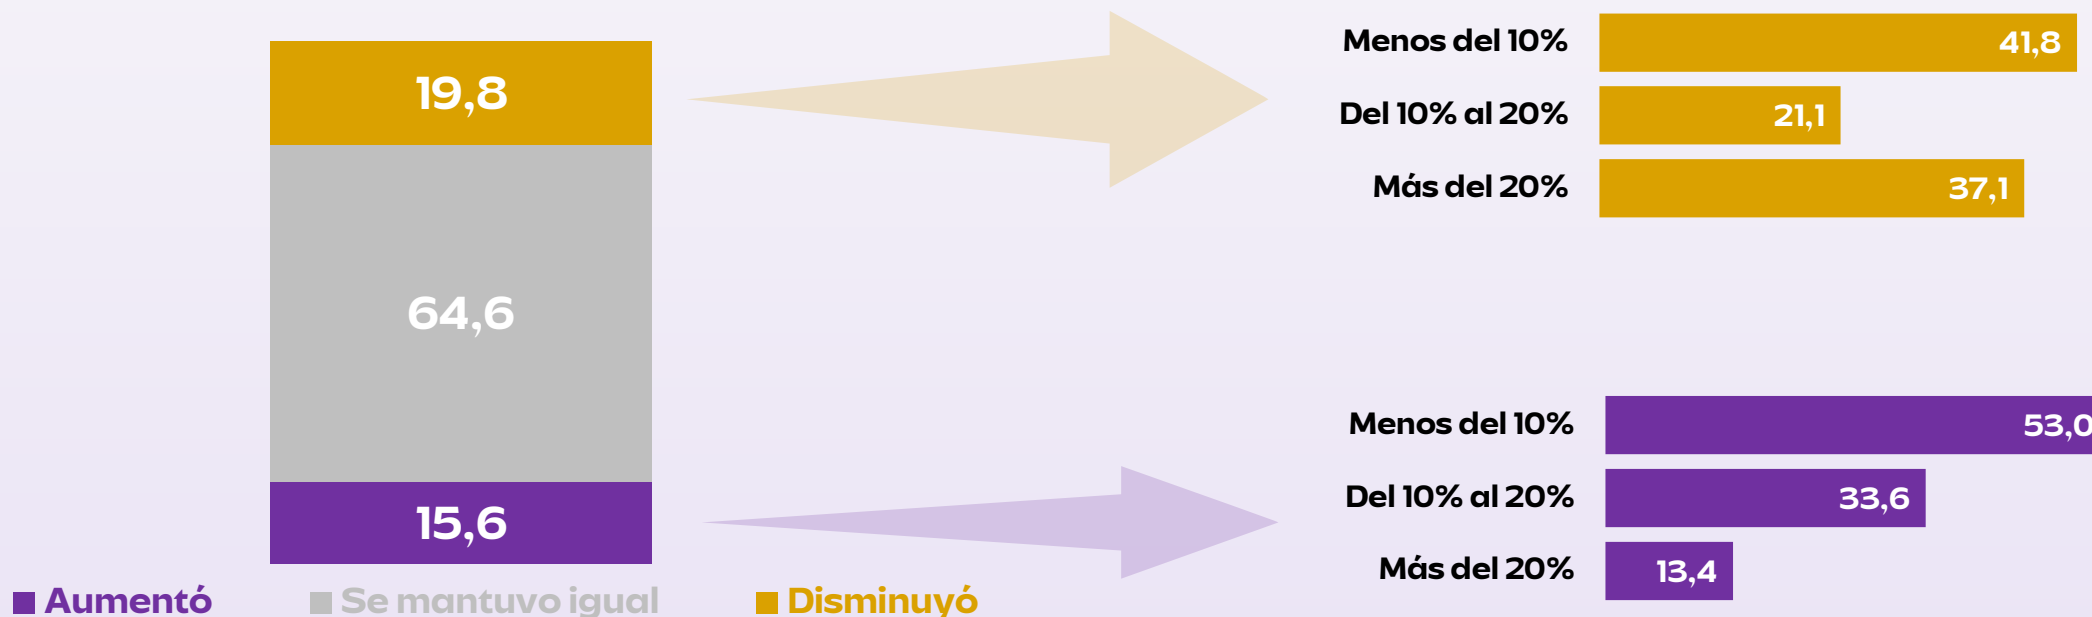 19,8
64,6
15,6
Aumentó Se mantuvo igual Disminuyó
Menos del 10% 41,8
Del 10% al 20% 21,1
Más del 20% 37,1
Menos del 10% 53,0
Del 10% al 20% 33,6
Más del 20% 13,4